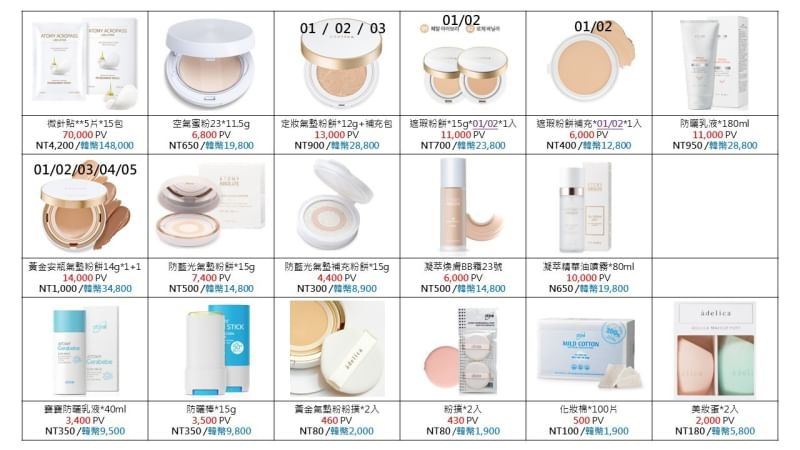 ATOMY ACROPASS
微針貼**5片*15包
70,000 PV
NT4,200/韓幣148,000
空氣蜜粉23*11.5g
6,800 PV
NT650/韓幣19,800
01 / 02 / 03
定妝氣墊粉餅*12g+補充包
13,000 PV
NT900/韓幣28,800
01/02
遮瑕粉餅*15g*01/02*1入
11,000 PV
NT700/韓幣23,800
01/02
遮瑕粉餅補充*01/02*1入
6,000 PV
NT400/韓幣12,800
防曬乳液*180ml
11,000 PV
NT950/韓幣28,800
01/02/03/04/05
黃金安瓶氣墊粉餅14g*1+1
14,000 PV
NT1,000/韓幣34,800
ATOMY
ABSOLUTE
防藍光氣墊粉餅*15g
7,400 PV
NT500/韓幣14,800
防藍光氣墊補充粉餅*15g
4,400 PV
NT300/韓幣8,900
凝萃煥膚BB霜23號
6,000 PV
NT500/韓幣14,800
凝萃精華油噴霧*80ml
10,000 PV
N650/韓幣19,800
寶寶防曬乳液*40ml
3,400 PV
NT350/韓幣9,500
STICK
防曬棒*15g
3,500 PV
NT350/韓幣9,800
àdelica
黃金氣墊粉粉撲*2入
460 PV
NT80/韓幣2,000
粉撲*2入
430 PV
NT80/韓幣1,900
MILD COTTON
化妝棉*100片
500 PV
NT100/韓幣1,900
àdelica
ADELICA MAKEUP PUFF
美妝蛋*2入
2,000 PV
NT180/韓幣5,800